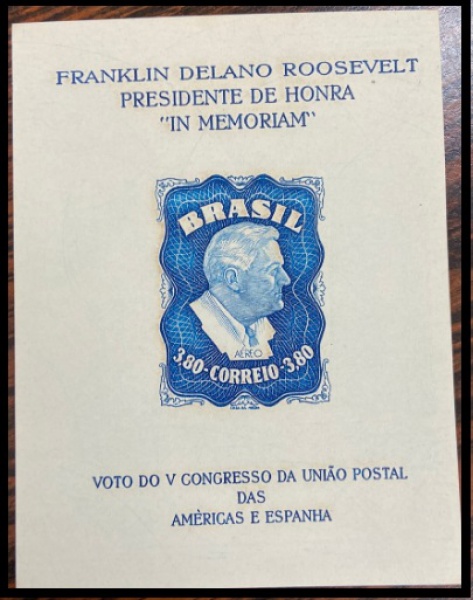 FRANKLIN DELANO ROOSEVELT
PRESIDENTE DE HONRA
"IN MEMORIAM"
BRASIL
AÉREO
3,80-CORREIO-3,80
VOTO DO V CONGRESSO DA UNIÃO POSTAL
DAS
AMÈRICAS E ESPANHA